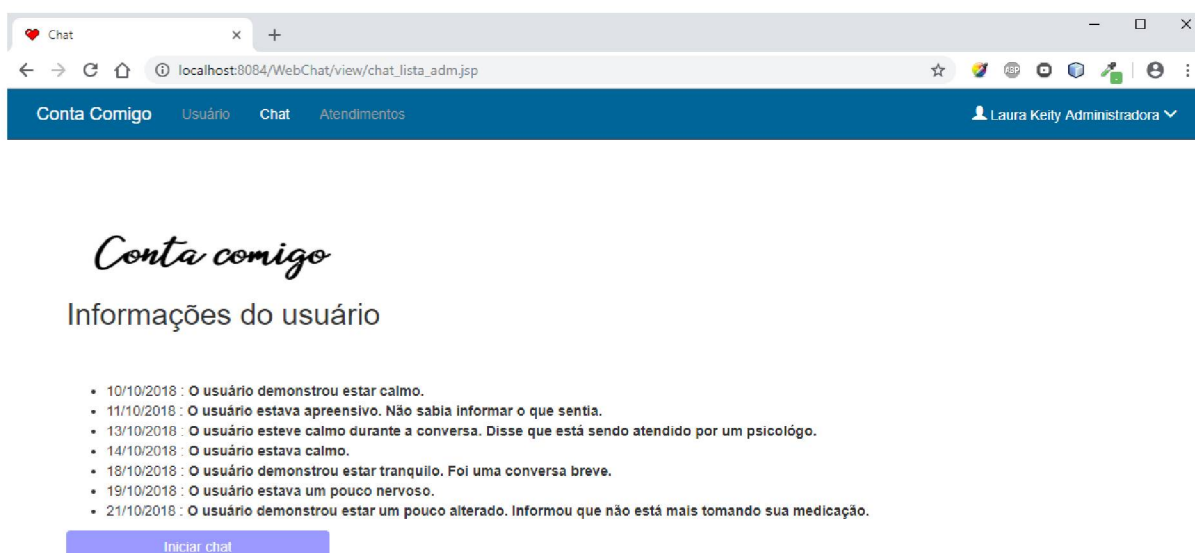 Chat
localhost:8084/WebChat/view/chat_lista_adm.jsp
ABP
Conta Comigo Usuário Chat Atendimentos Laura Keity Administradora
Conta comigo
Informações do usuário
10/10/2018 : O usuário demonstrou estar calmo.
11/10/2018 : O usuário estava apreensivo. Não sabia informar o que sentia.
13/10/2018 : O usuário esteve calmo durante a conversa. Disse que está sendo atendido por um psicológo.
14/10/2018 : O usuário estava calmo.
18/10/2018 : O usuário demonstrou estar tranquilo. Foi uma conversa breve.
19/10/2018 : O usuário estava um pouco nervoso.
21/10/2018 : O usuário demonstrou estar um pouco alterado. Informou que não está mais tomando sua medicação.
Iniciar chat